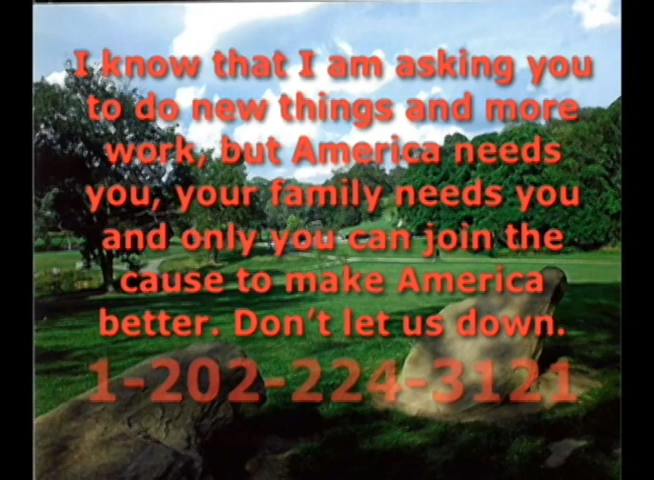 I know that I am asking you
to do new things and more
work, but America needs
you, your family needs you
and only you can join the
cause to make America
better. Don't let us down.
1-202-224-3121